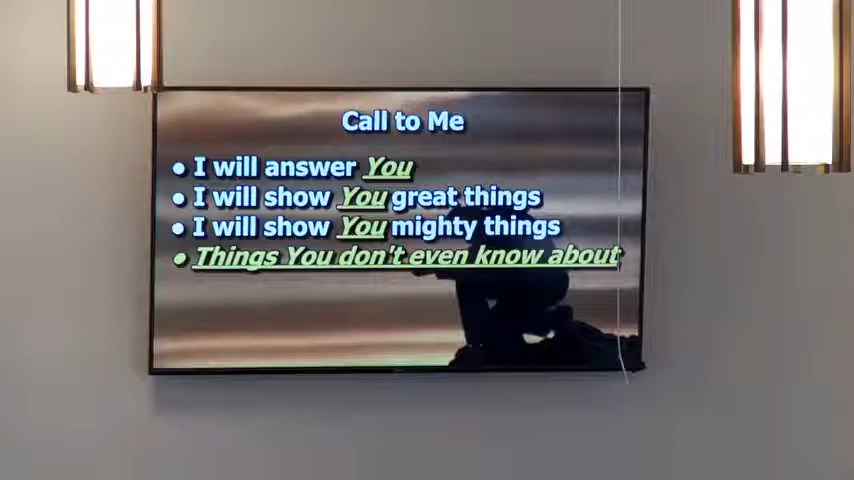 Call to Me
• I will answer You
• I will show You great things
• I will show You mighty things
• Things You don't even know about